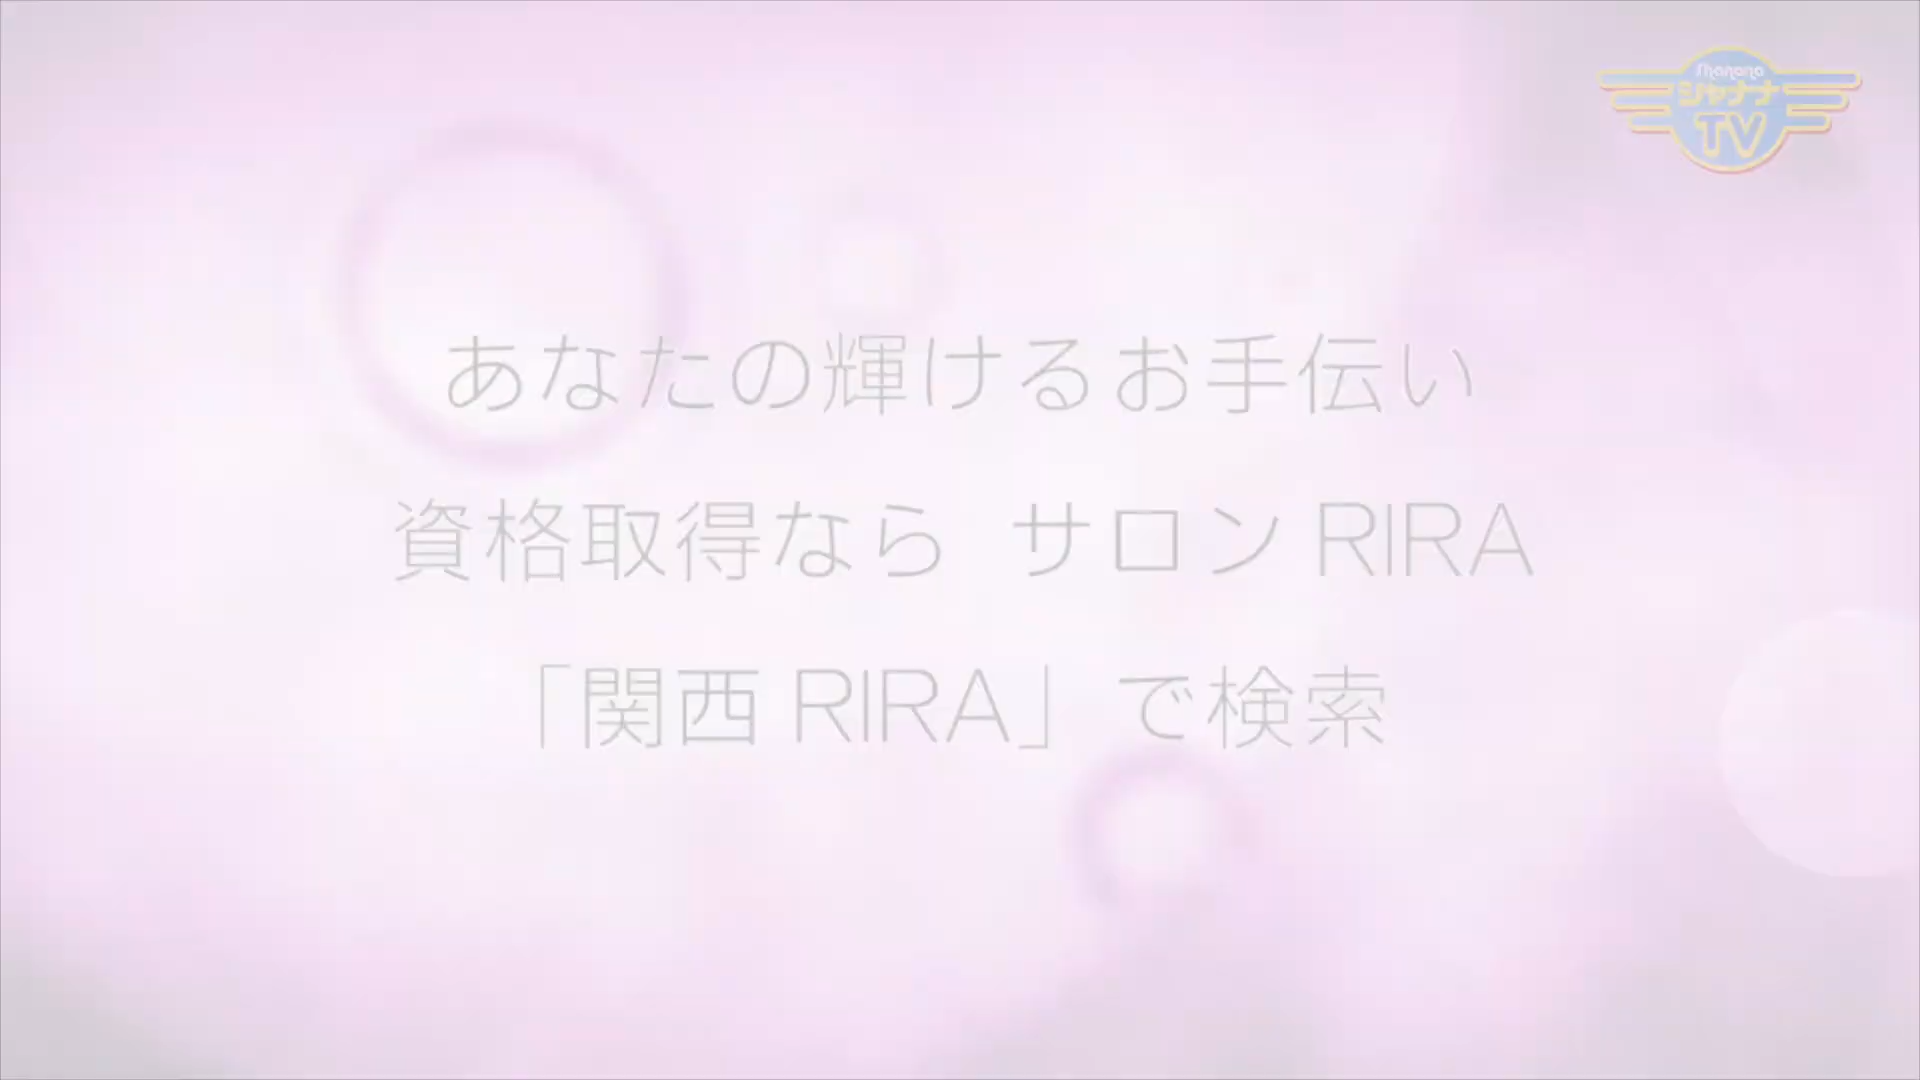 Shanana
シャナナ
TV
あなたの輝けるお手伝い
資格取得なら サロン RIRA
「関西 RIRA」で検索